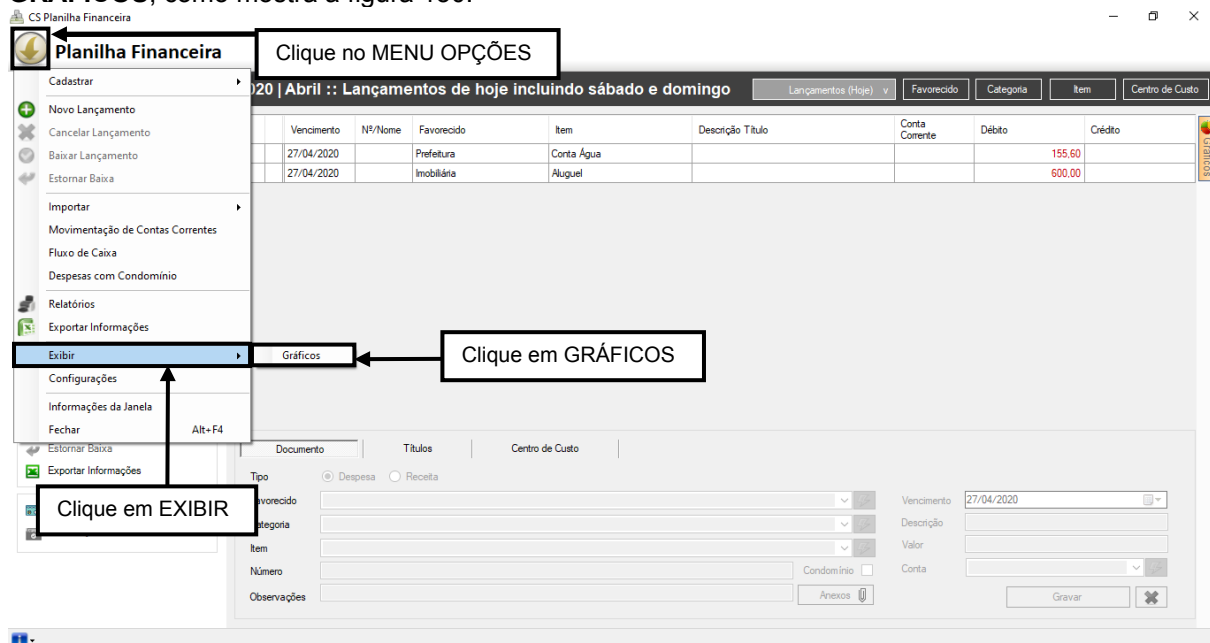 GRÁFICOS, como mostra a figura 450.
CS Planilha Financeira
Planilha Financeira
Clique no MENU OPÇÕES
020 | Abril :: Lançamentos de hoje incluindo sábado e domingo
Lançamentos (Hoje) v
Favorecido
Categoria
Item
Centro de Custo
Cadastrar
Novo Lançamento
Cancelar Lançamento
Baixar Lançamento
Estornar Baixa
Importar
Movimentação de Contas Correntes
Fluxo de Caixa
Despesas com Condomínio
Relatórios
Exportar Informações
Exibir
Gráficos
Configurações
Informações da Janela
Fechar Alt+F4
Vencimento Nº/Nome Favorecido Item Descrição Título Conta Corrente Débito Crédito
27/04/2020 Prefeitura Conta Água 155,60
27/04/2020 Imobiliária Aluguel 600,00
Gráficos
Clique em GRÁFICOS
Estornar Baixa
Exportar Informações
Clique em EXIBIR
Documento Títulos Centro de Custo
Tipo Despesa Receita
avorecido Vencimento 27/04/2020
ategoria Descrição
Item Valor
Número Condomínio Conta
Observações Anexos Gravar